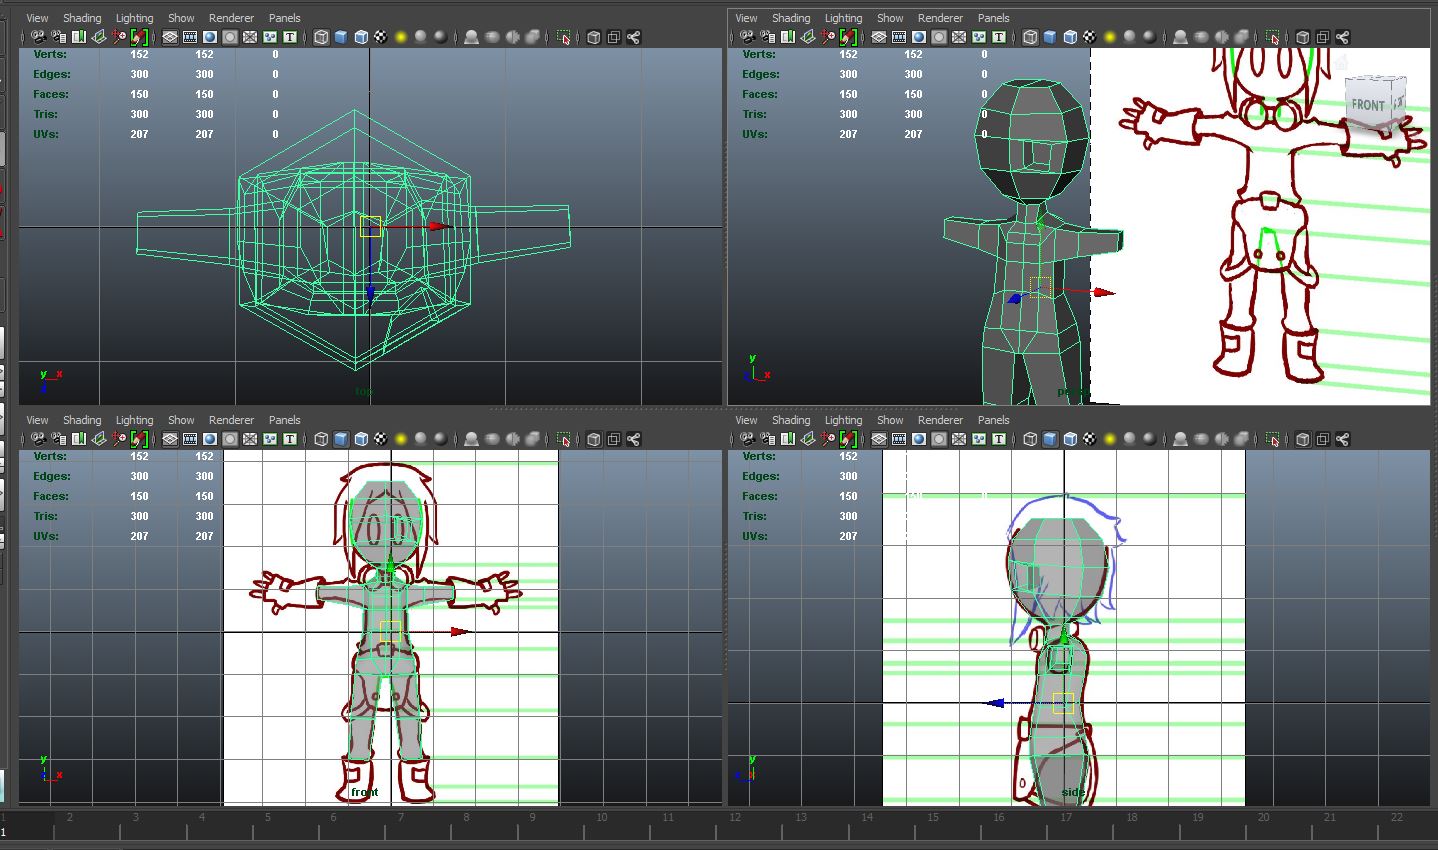 View Shading Lighting Show Renderer Panels
Verts: 152 152 0
Edges: 300 300 0
Faces: 150 150 0
Tris: 300 300 0
UVs: 207 207 0
y x
top
View Shading Lighting Show Renderer Panels
Verts: 152 152 0
Edges: 300 300 0
Faces: 150 150 0
Tris: 300 300 0
UVs: 207 207 0
FRONT
y x
View Shading Lighting Show Renderer Panels
Verts: 152 152
Edges: 300 300
Faces: 150 150
Tris: 300 300
UVs: 207 207
y x
front
View Shading Lighting Show Renderer Panels
Verts: 152
Edges: 300
Faces: 150
Tris: 300
UVs: 207
y x
side
1 2 3 4 5 6 7 8 9 10 11 12 13 14 15 16 17 18 19 20 21 22
1